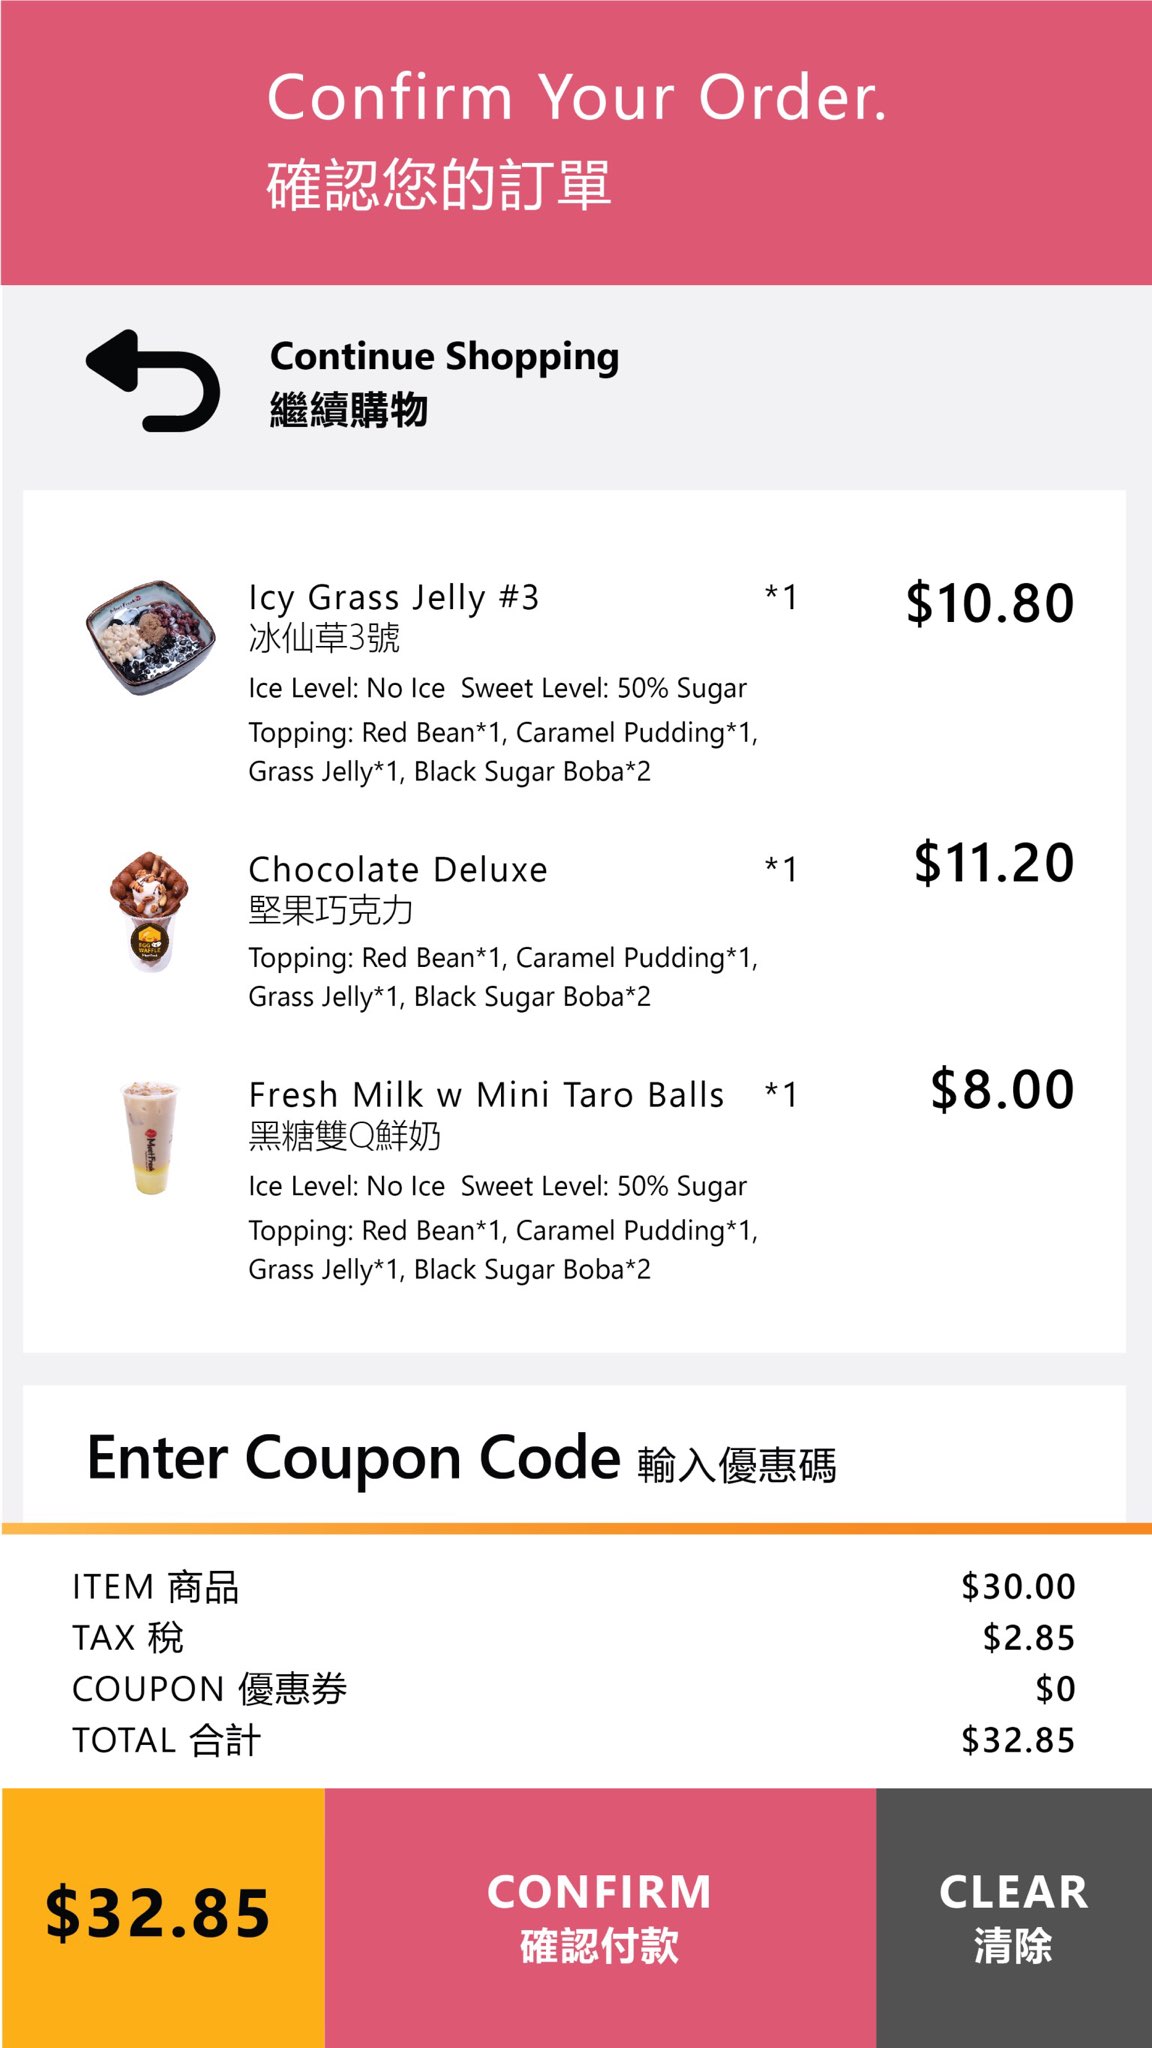 Confirm Your Order.
確認您的訂單
Continue Shopping
繼續購物
Icy Grass Jelly #3 *1 $10.80
冰仙草3號
Ice Level: No Ice  Sweet Level: 50% Sugar
Topping: Red Bean*1, Caramel Pudding*1,
Grass Jelly*1, Black Sugar Boba*2
Chocolate Deluxe *1 $11.20
堅果巧克力
EGG
WAFFLE
Topping: Red Bean*1, Caramel Pudding*1,
Grass Jelly*1, Black Sugar Boba*2
Fresh Milk w Mini Taro Balls *1 $8.00
黑糖雙Q鮮奶
MeetFresh
Ice Level: No Ice  Sweet Level: 50% Sugar
Topping: Red Bean*1, Caramel Pudding*1,
Grass Jelly*1, Black Sugar Boba*2
Enter Coupon Code 輸入優惠碼
ITEM 商品 $30.00
TAX 稅 $2.85
COUPON 優惠券 $0
TOTAL 合計 $32.85
$32.85
CONFIRM
確認付款
CLEAR
清除